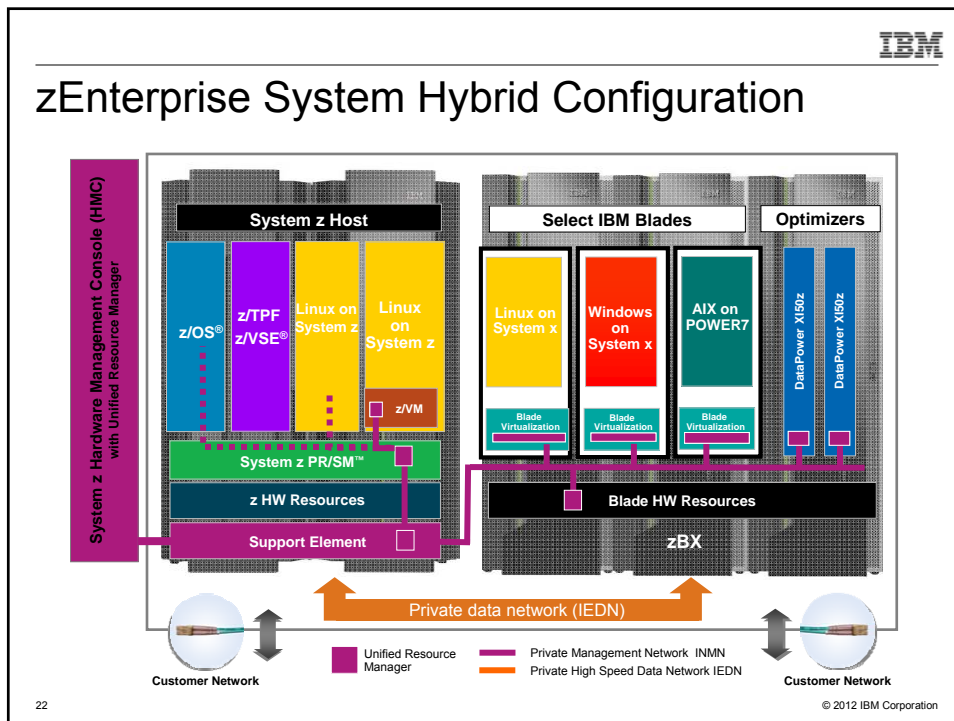 IBM
zEnterprise System Hybrid Configuration
System z Hardware Management Console (HMC)
with Unified Resource Manager
System z Host
z/OS®
z/TPF
z/VSE®
Linux on
System z
Linux
on
System z
z/VM
System z PR/SM™
z HW Resources
Support Element
IBM
Select IBM Blades
Optimizers
Linux on
System x
Windows
on
System x
AIX on
POWER7
Blade
Virtualization
Blade
Virtualization
Blade
Virtualization
DataPower XI50z
DataPower XI50z
Blade HW Resources
zBX
Private data network (IEDN)
Customer Network
Unified Resource
Manager
Private Management Network INMN
Private High Speed Data Network IEDN
Customer Network
22
© 2012 IBM Corporation